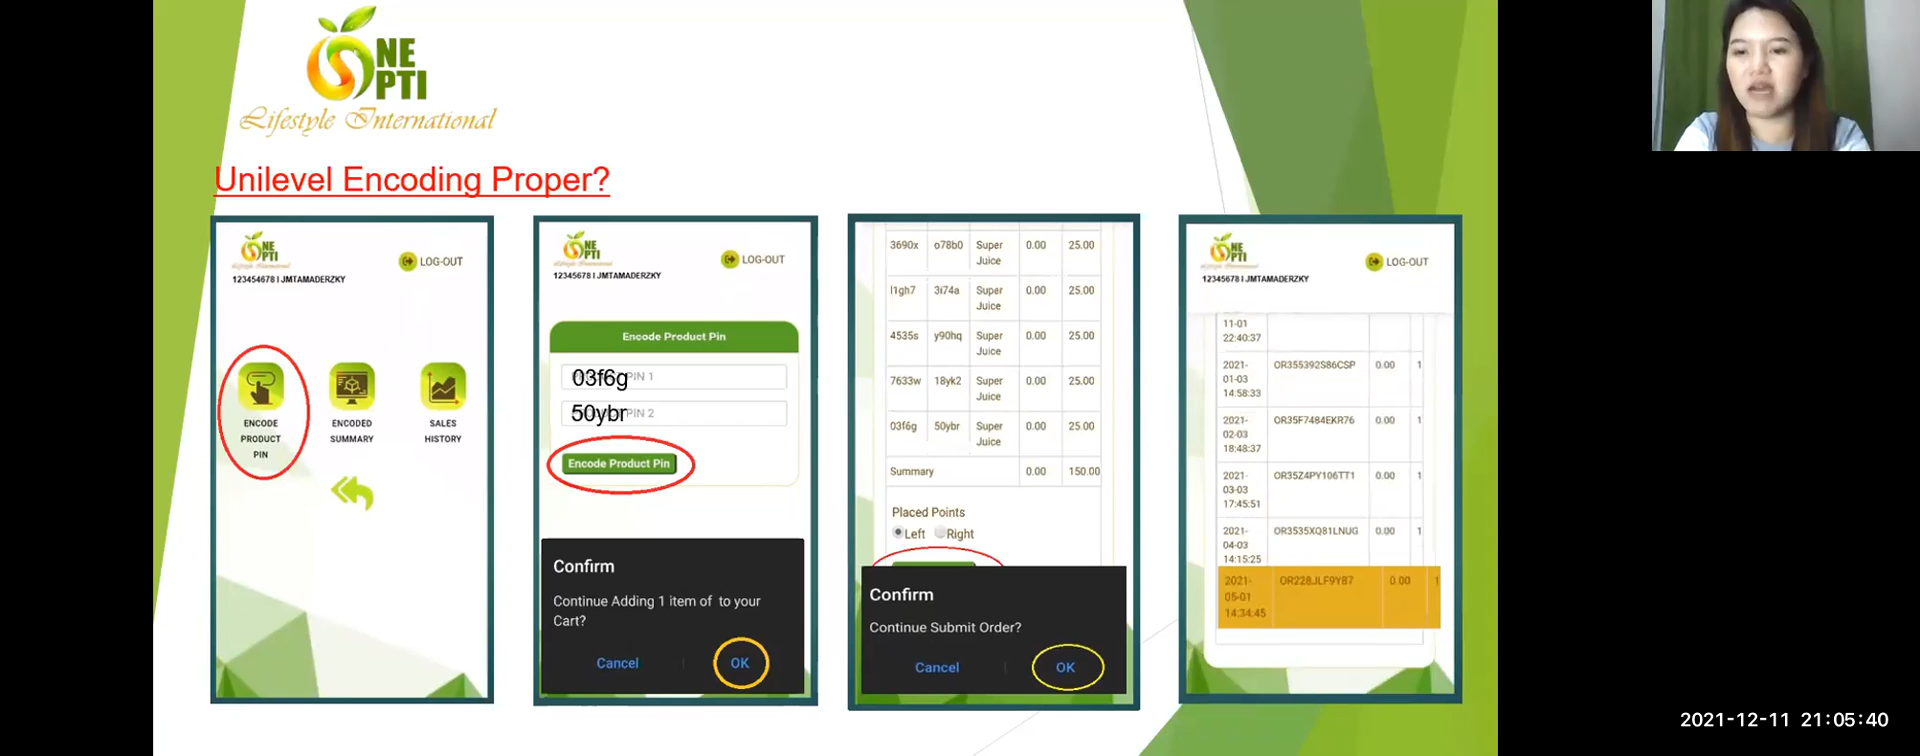 NE
PTI
Lifestyle International
Unilevel Encoding Proper?
NE
PTI
LOG-OUT
123454678 I JMTAMADERZKY
ENCODE
PRODUCT
PIN
ENCODED
SUMMARY
SALES
HISTORY
NE
PTI
LOG-OUT
12345678 I JMTAMADERZKY
Encode Product Pin
03f6g PIN 1
50ybr PIN 2
Encode Product Pin
Confirm
Continue Adding 1 item of to your
Cart?
Cancel
OK
3690x o78b0 Super Juice 0.00 25.00
l1gh7 3i74a Super Juice 0.00 25.00
4535s y90hq Super Juice 0.00 25.00
7633w 18yk2 Super Juice 0.00 25.00
03f6g 50ybr Super Juice 0.00 25.00
Summary 0.00 150.00
Placed Points
Left Right
Confirm
Continue Submit Order?
Cancel
OK
NE
PTI
LOG-OUT
12345678 I JMTAMADERZKY
11-01
22:40:37
2021-
01-03
14:58:33 OR355392S86CSP 0.00 1
2021-
02-03
18:48:37 OR35F7484EKR76 0.00 1
2021-
03-03
17:45:51 OR35Z4PY106TT1 0.00 1
2021-
04-03
14:15:25 OR3535XQ81LNUG 0.00 1
2021-
05-01
14:34:45 OR228JLF9Y87 0.00 1
2021-12-11 21:05:40